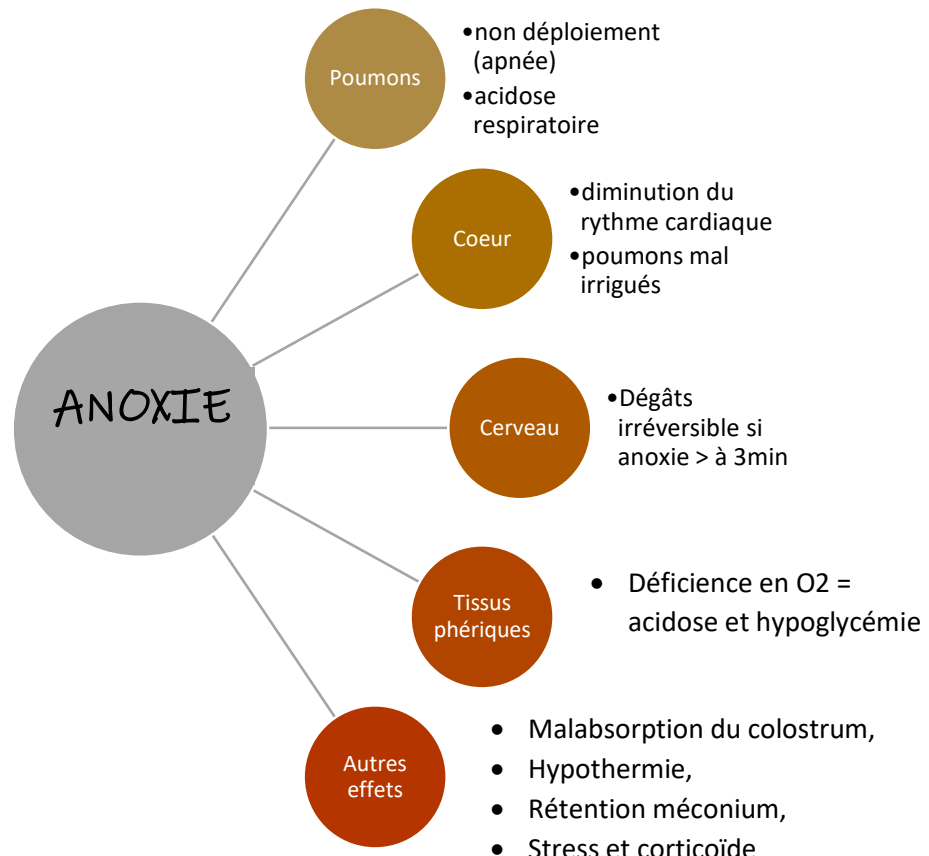 Poumons
•non déploiement
(apnée)
•acidose
respiratoire
Coeur
•diminution du
rythme cardiaque
•poumons mal
irrigués
ANOXIE
Cerveau
•Dégâts
irréversible si
anoxie > à 3min
Tissus
phériques
• Déficience en O2 =
acidose et hypoglycémie
Autres
effets
• Malabsorption du colostrum,
• Hypothermie,
• Rétention méconium,
• Stress et corticoïde